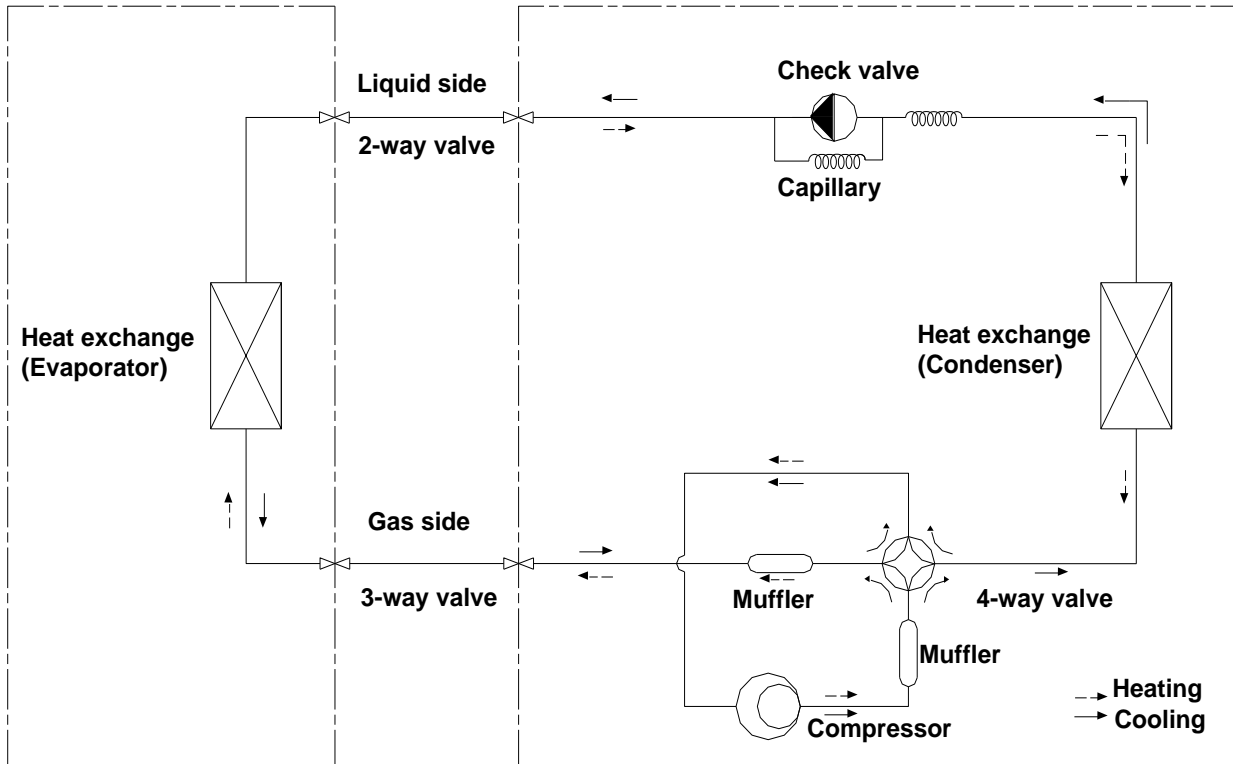 Liquid side
2-way valve
Check valve
Capillary
Heat exchange
(Evaporator)
Heat exchange
(Condenser)
Gas side
3-way valve
Muffler
4-way valve
Muffler
Compressor
Heating
Cooling